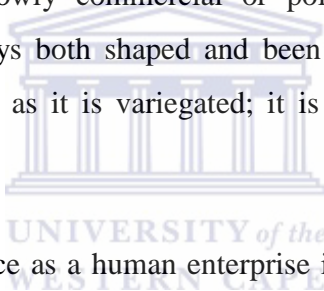 owly commercial or po
ys both shaped and been
as it is variegated; it is
UNIVERSITY of the
ce as a human enterprise i
WESTERN CAPE